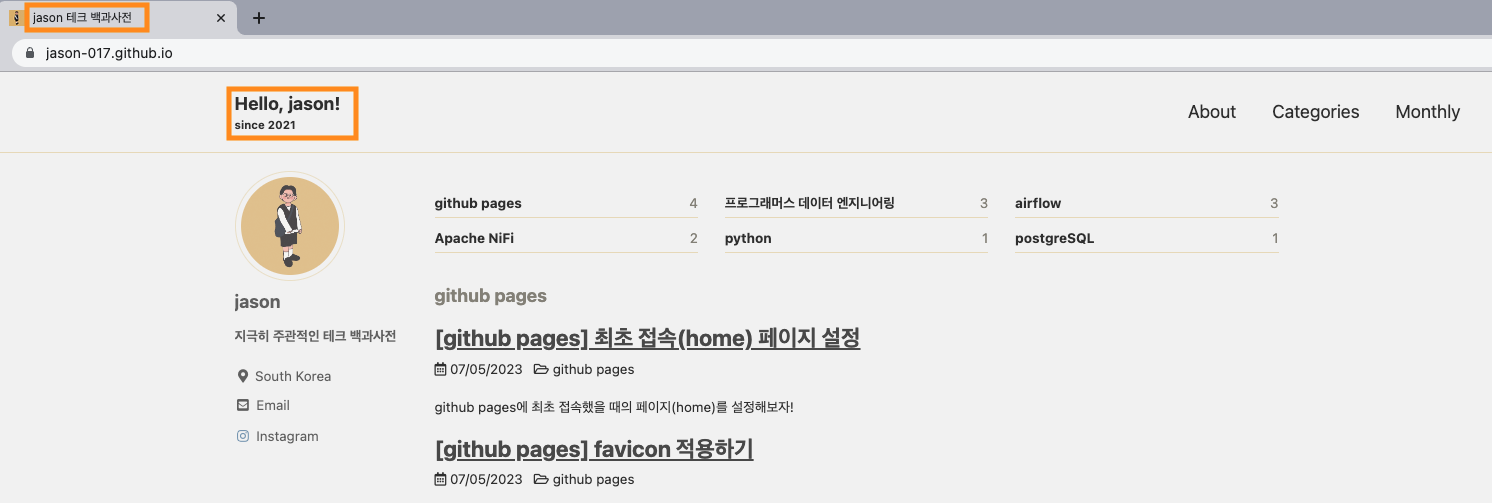 jason 테크 백과사전
jason-017.github.io
Hello, jason!
since 2021
About Categories Monthly
jason
지극히 주관적인 테크 백과사전
South Korea
Email
Instagram
github pages 4 프로그래머스 데이터 엔지니어링 3 airflow 3
Apache NiFi 2 python 1 postgreSQL 1
github pages
[github pages] 최초 접속(home) 페이지 설정
07/05/2023 github pages
github pages에 최초 접속했을 때의 페이지(home)를 설정해보자!
[github pages] favicon 적용하기
07/05/2023 github pages